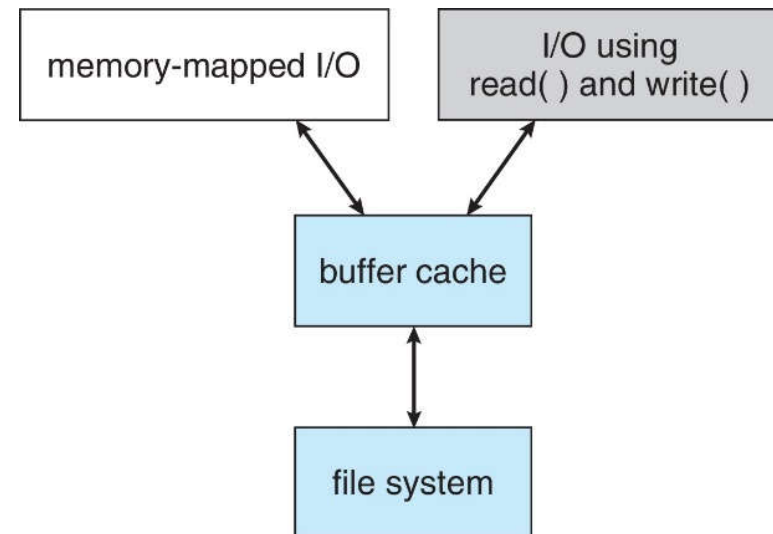 memory-mapped I/O
I/O using
read( ) and write( )
buffer cache
file system